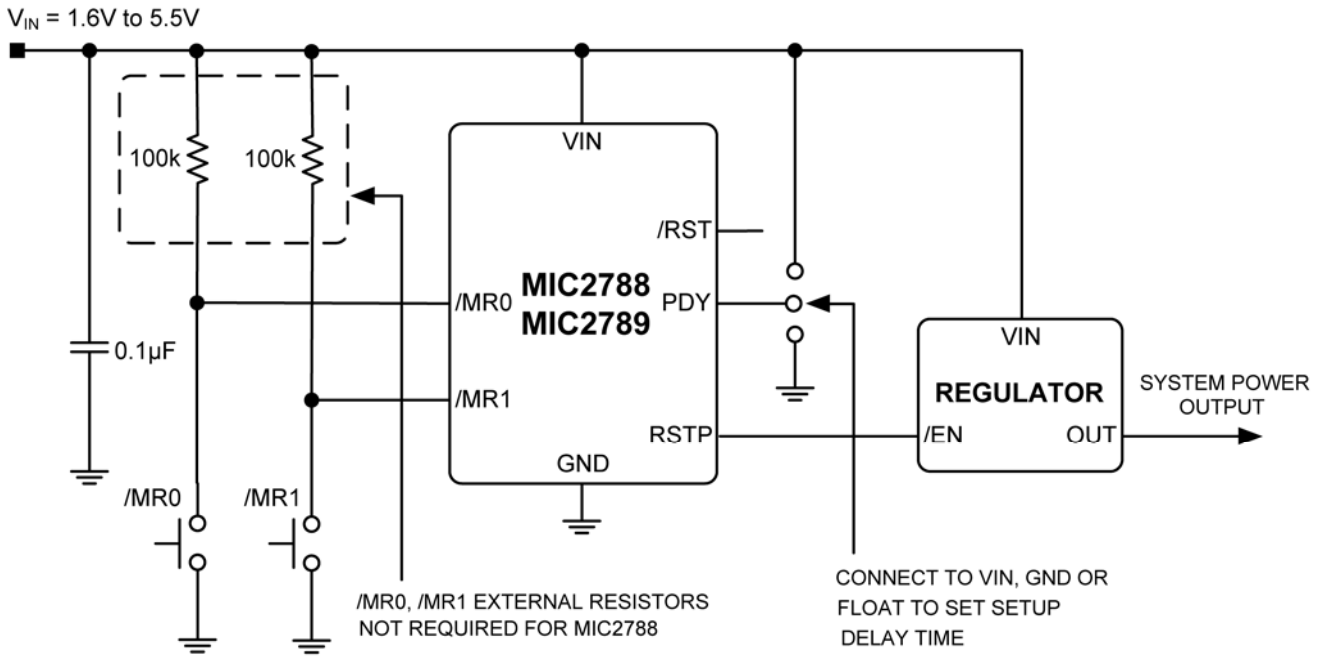 VIN = 1.6V to 5.5V
VIN
100k
100k
/RST
MIC2788
MIC2789
/MR0
PDY
VIN
0.1µF
REGULATOR
SYSTEM POWER
OUTPUT
/MR1
RSTP
/EN
OUT
GND
/MR0
/MR1
/MR0, /MR1 EXTERNAL RESISTORS
NOT REQUIRED FOR MIC2788
CONNECT TO VIN, GND OR
FLOAT TO SET SETUP
DELAY TIME